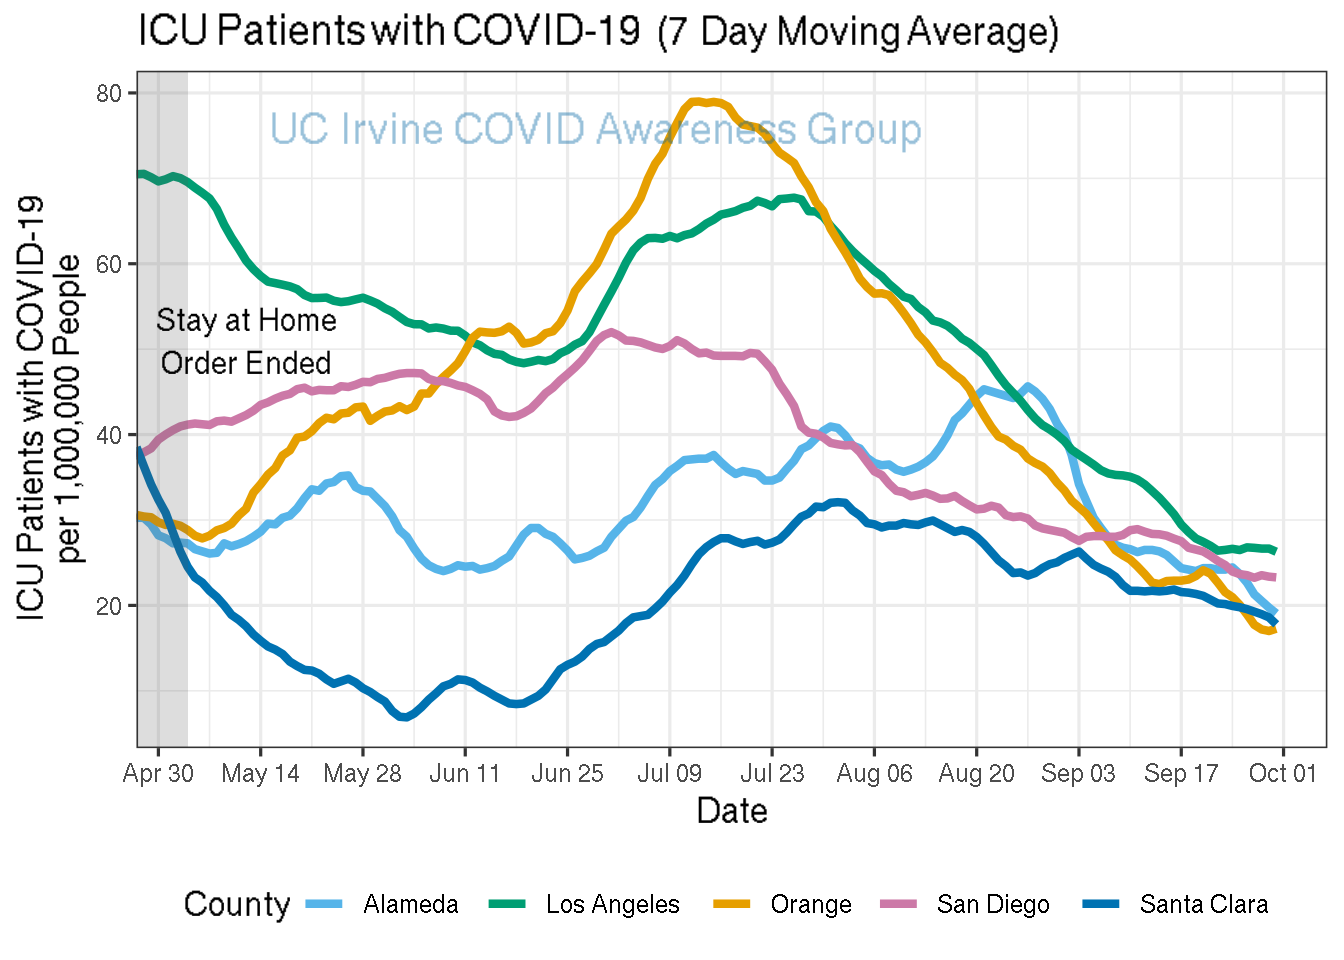 ICU Patients with COVID-19 (7 Day Moving Average)
UC Irvine COVID Awareness Group
Stay at Home
Order Ended
ICU Patients with COVID-19
per 1,000,000 People
80
60
40
20
Apr 30 May 14 May 28 Jun 11 Jun 25 Jul 09 Jul 23 Aug 06 Aug 20 Sep 03 Sep 17 Oct 01
Date
County Alameda Los Angeles Orange San Diego Santa Clara